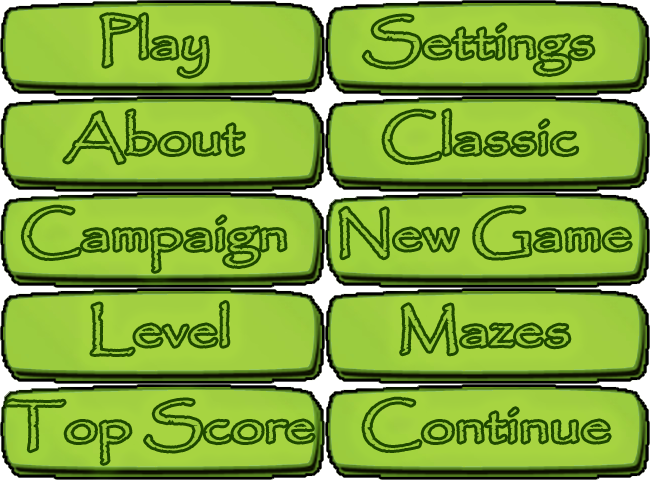 Play
Settings
About
Classic
Campaign
New Game
Level
Mazes
Top Score
Continue